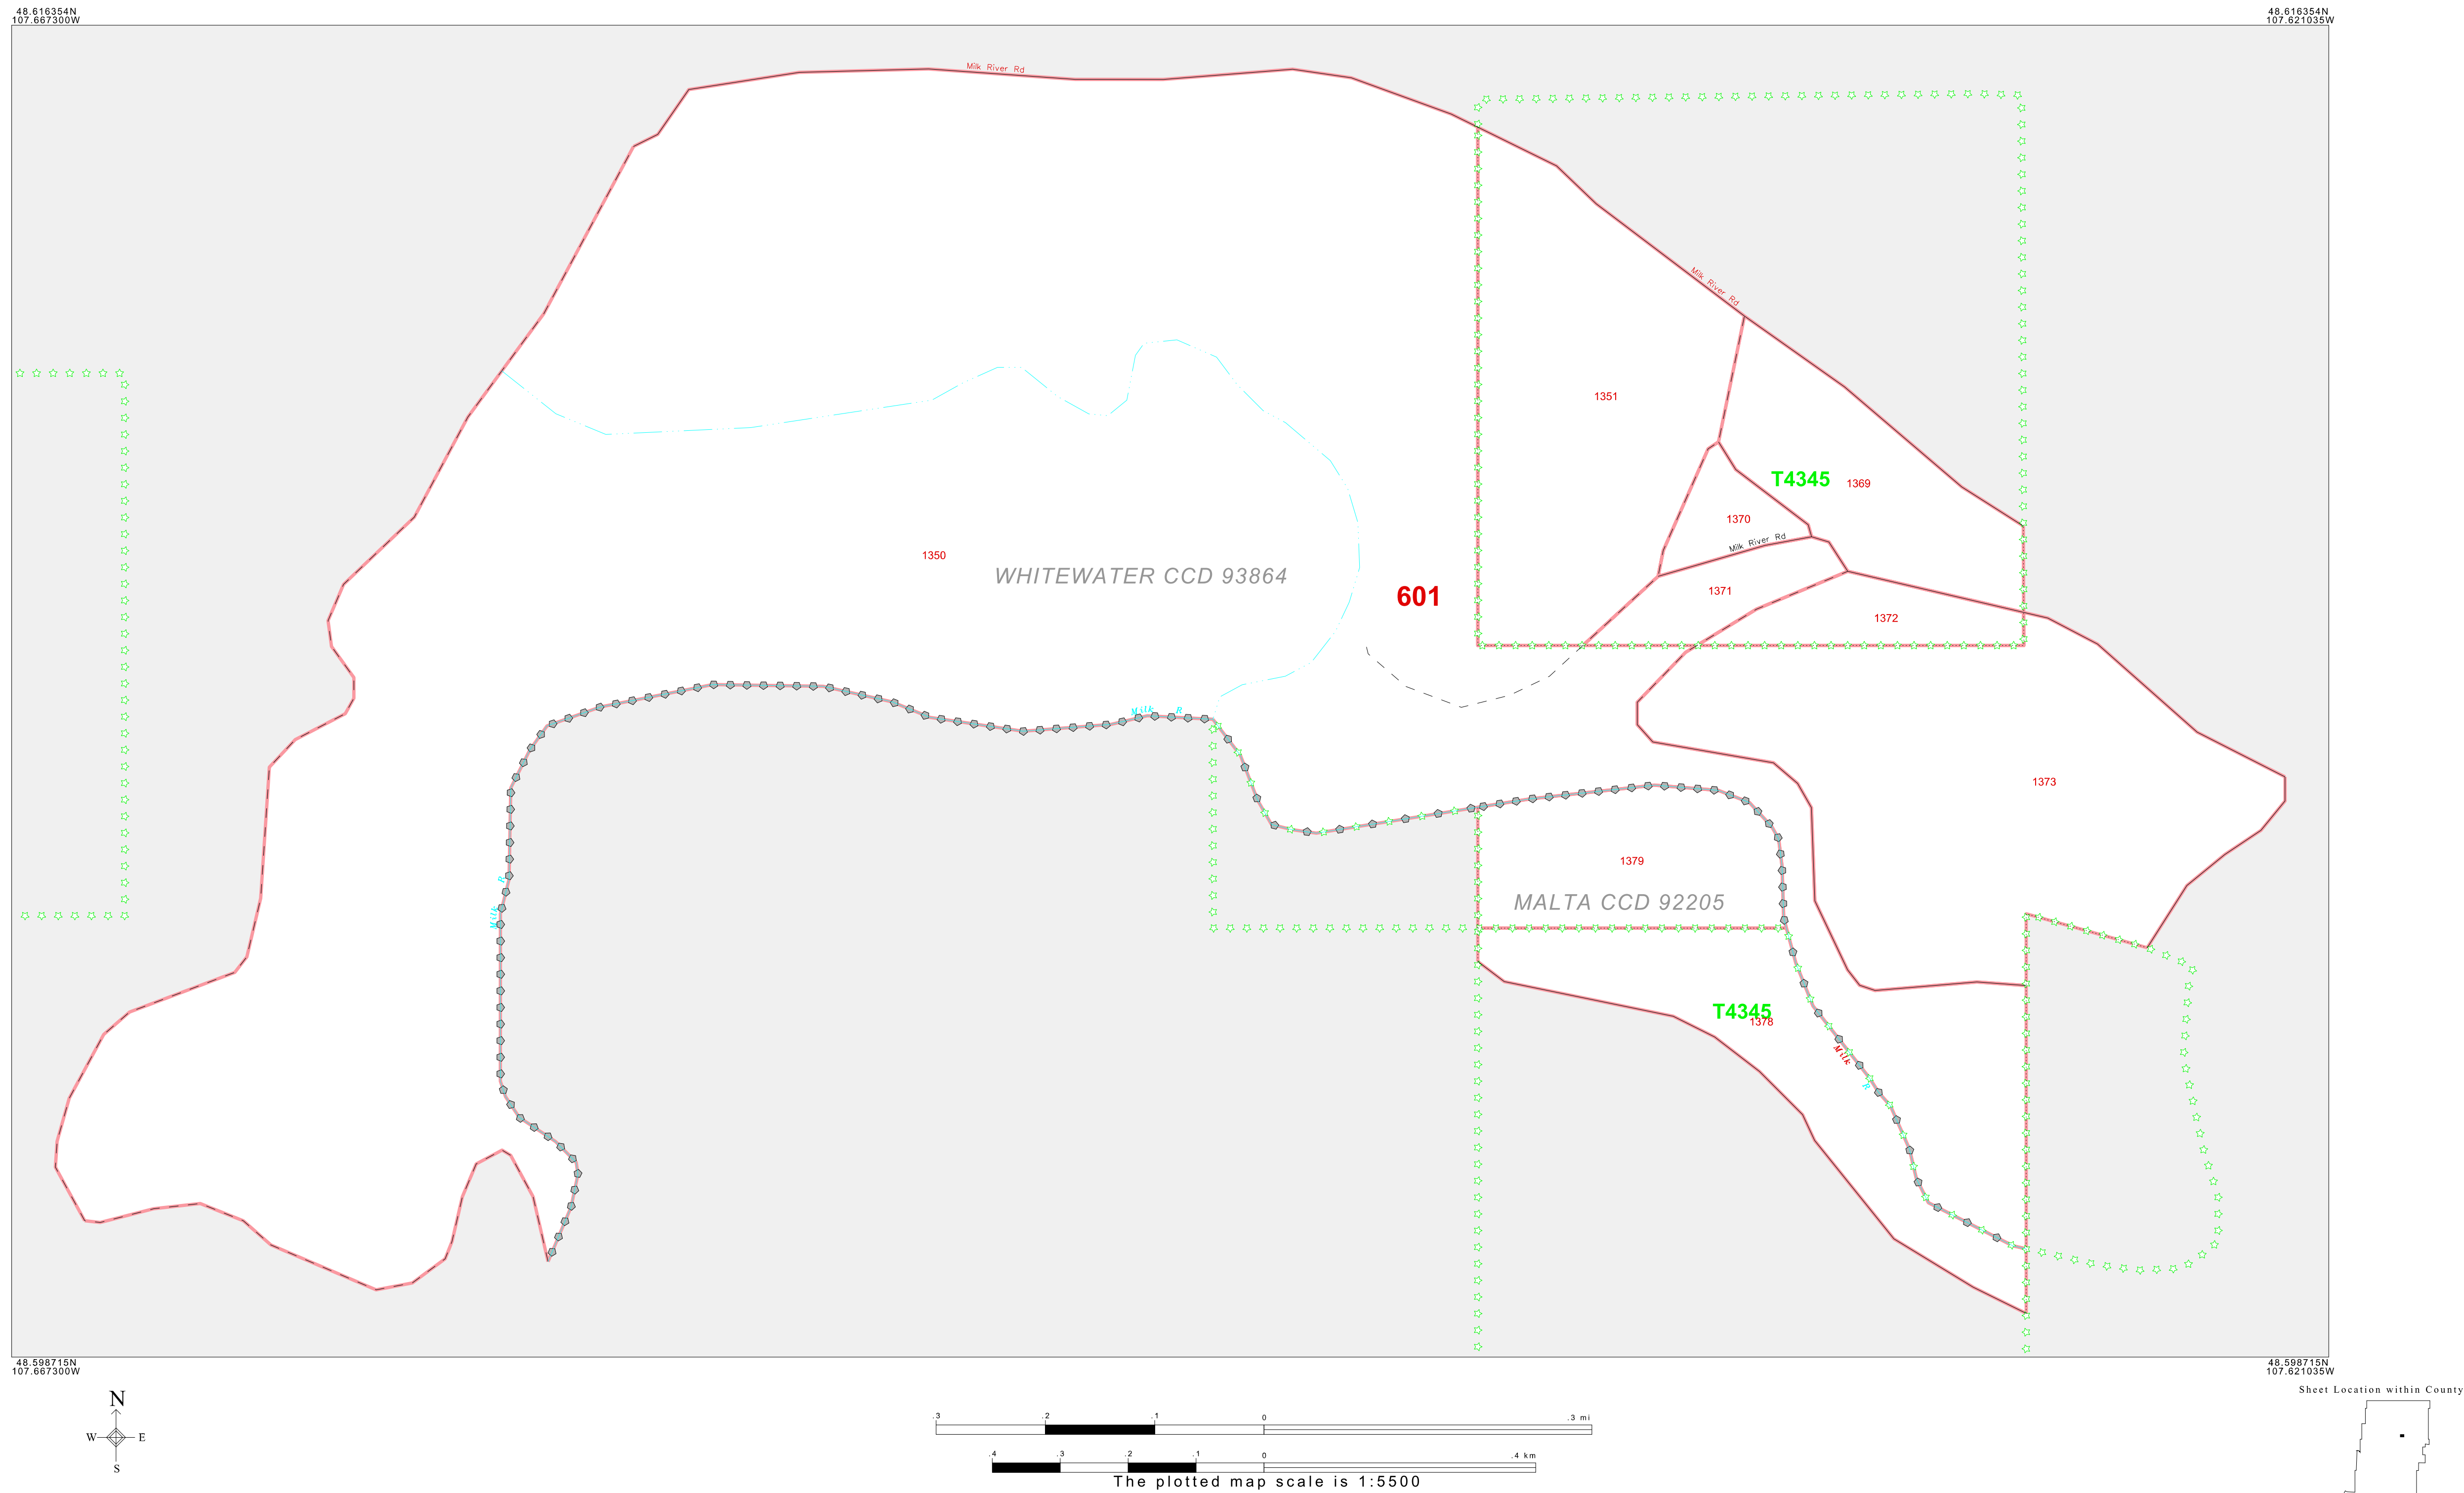 48.616354N
107.667300W
48.616354N
107.621035W
Milk River Rd
Milk River Rd
1351
T4345
1369
1370
Milk River Rd
1350
WHITEWATER CCD 93864
601
1371
1372
Milk R
1373
1379
Milk R
MALTA CCD 92205
T4345
1378
Milk R
48.598715N
107.667300W
48.598715N
107.621035W
N
W E
S
.3 .2 .1 0 .3 mi
.4 .3 .2 .1 0 .4 km
The plotted map scale is 1:5500
Sheet Location within County